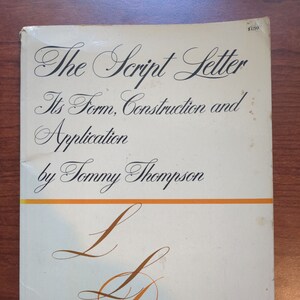 The Script Letter
Its Form, Construction and
Application
by Tommy Thompson
L
L